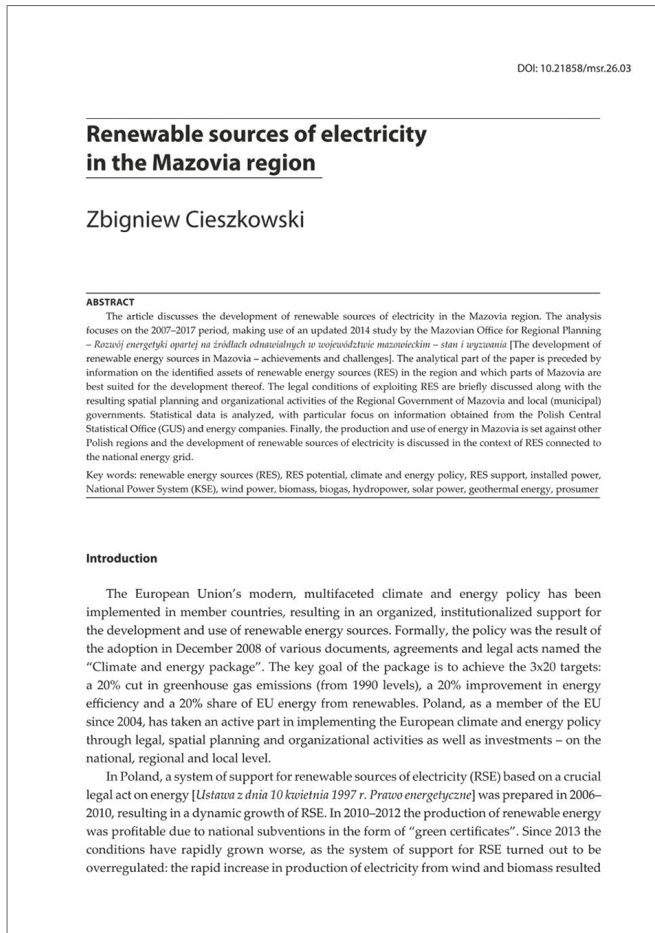 DOI: 10.21858/msr.26.03
Renewable sources of electricity
in the Mazovia region
Zbigniew Cieszkowski
ABSTRACT
The article discusses the development of renewable sources of electricity in the Mazovia region. The analysis
focuses on the 2007–2017 period, making use of an updated 2014 study by the Mazovian Office for Regional Planning
– Rozwój energetyki opartej na źródłach odnawialnych w województwie mazowieckim – stan i wyzwania [The development of
renewable energy sources in Mazovia – achievements and challenges]. The analytical part of the paper is preceded by
information on the identified assets of renewable energy sources (RES) in the region and which parts of Mazovia are
best suited for the development thereof. The legal conditions of exploiting RES are briefly discussed along with the
resulting spatial planning and organizational activities of the Regional Government of Mazovia and local (municipal)
governments. Statistical data is analyzed, with particular focus on information obtained from the Polish Central
Statistical Office (GUS) and energy companies. Finally, the production and use of energy in Mazovia is set against other
Polish regions and the development of renewable sources of electricity is discussed in the context of RES connected to
the national energy grid.
Key words: renewable energy sources (RES), RES potential, climate and energy policy, RES support, installed power,
National Power System (KSE), wind power, biomass, biogas, hydropower, solar power, geothermal energy, prosumer
Introduction
The European Union's modern, multifaceted climate and energy policy has been
implemented in member countries, resulting in an organized, institutionalized support for
the development and use of renewable energy sources. Formally, the policy was the result of
the adoption in December 2008 of various documents, agreements and legal acts named the
"Climate and energy package". The key goal of the package is to achieve the 3x20 targets:
a 20% cut in greenhouse gas emissions (from 1990 levels), a 20% improvement in energy
efficiency and a 20% share of EU energy from renewables. Poland, as a member of the EU
since 2004, has taken an active part in implementing the European climate and energy policy
through legal, spatial planning and organizational activities as well as investments – on the
national, regional and local level.
In Poland, a system of support for renewable sources of electricity (RSE) based on a crucial
legal act on energy [Ustawa z dnia 10 kwietnia 1997 r. Prawo energetyczne] was prepared in 2006–
2010, resulting in a dynamic growth of RSE. In 2010–2012 the production of renewable energy
was profitable due to national subventions in the form of "green certificates". Since 2013 the
conditions have rapidly grown worse, as the system of support for RSE turned out to be
overregulated: the rapid increase in production of electricity from wind and biomass resulted